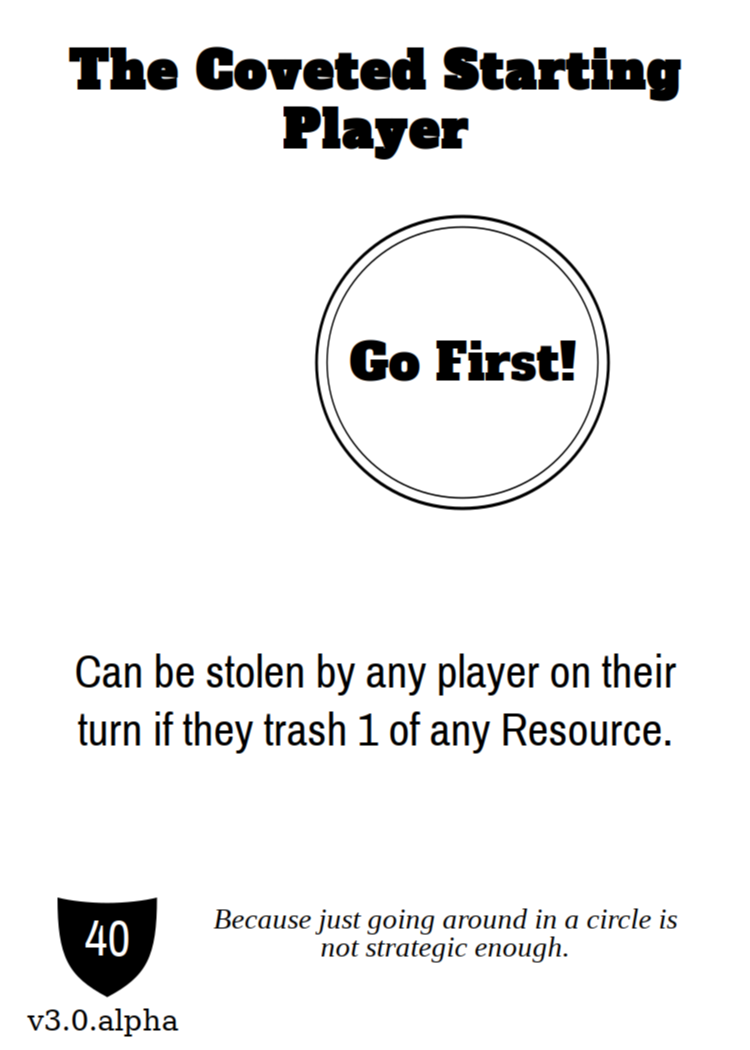 The Coveted Starting
Player
Go First!
Can be stolen by any player on their
turn if they trash 1 of any Resource.
40
Because just going around in a circle is
not strategic enough.
v3.0.alpha